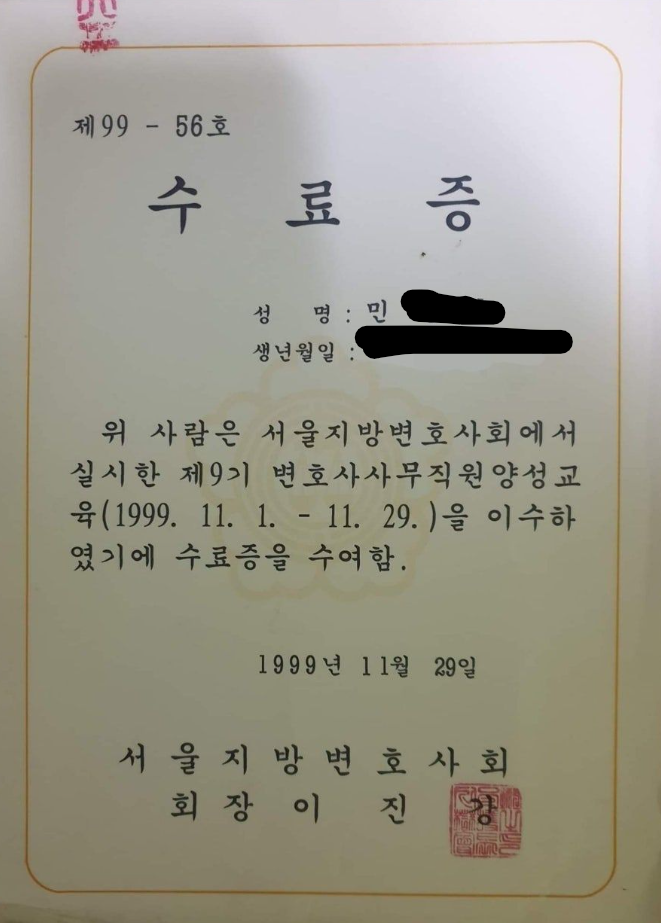 제99 - 56호
수 료 증
성 명 : 민
생년월일 :
위 사람은 서울지방변호사회에서
실시한 제9기 변호사사무직원양성교
육(1999. 11. 1. - 11. 29.)을 이수하
였기에 수료증을 수여함.
1999년 11월 29일
서 울 지 방 변 호 사 회
회 장 이 진 강